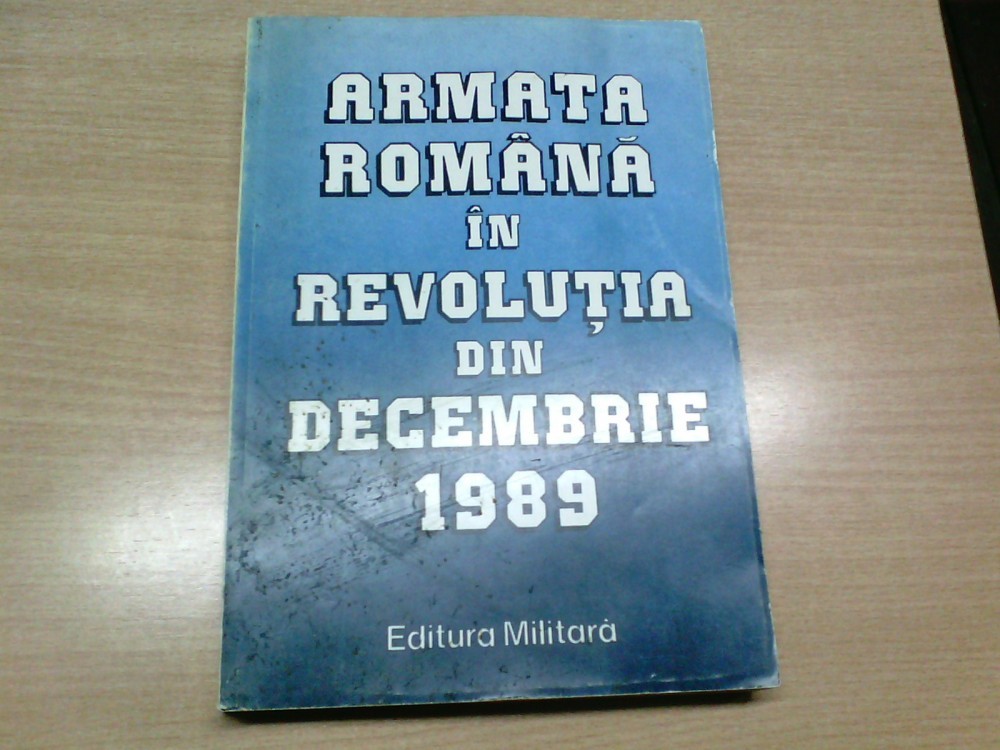 ARMATA
ROMÂNĂ
ÎN
REVOLUȚIA
DIN
DECEMBRIE
1989
Editura Militară